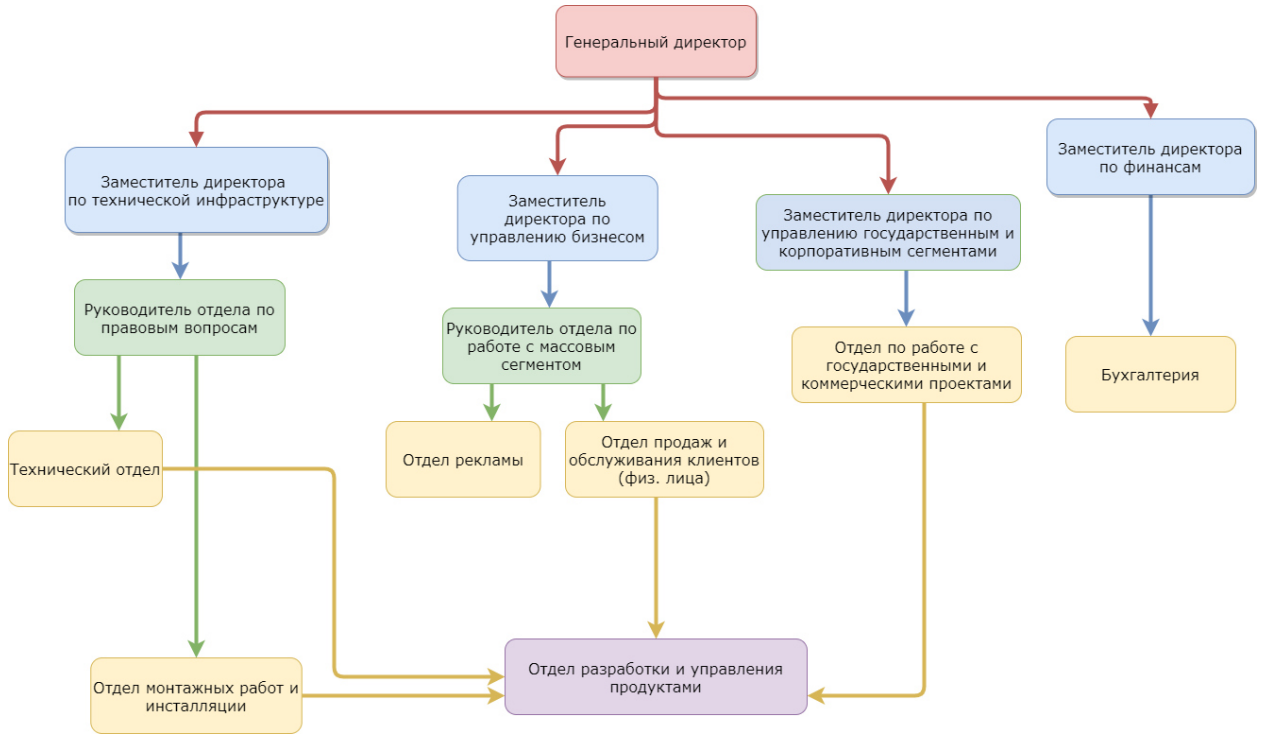 Генеральный директор
Заместитель директора
по технической инфраструктуре
Заместитель
директора по
управлению бизнесом
Заместитель директора по
управлению государственным и
корпоративным сегментами
Заместитель директора
по финансам
Руководитель отдела по
правовым вопросам
Руководитель отдела по
работе с массовым
сегментом
Отдел по работе с
государственными и
коммерческими проектами
Бухгалтерия
Технический отдел
Отдел рекламы
Отдел продаж и
обслуживания клиентов
(физ. лица)
Отдел монтажных работ и
инсталляции
Отдел разработки и управления
продуктами